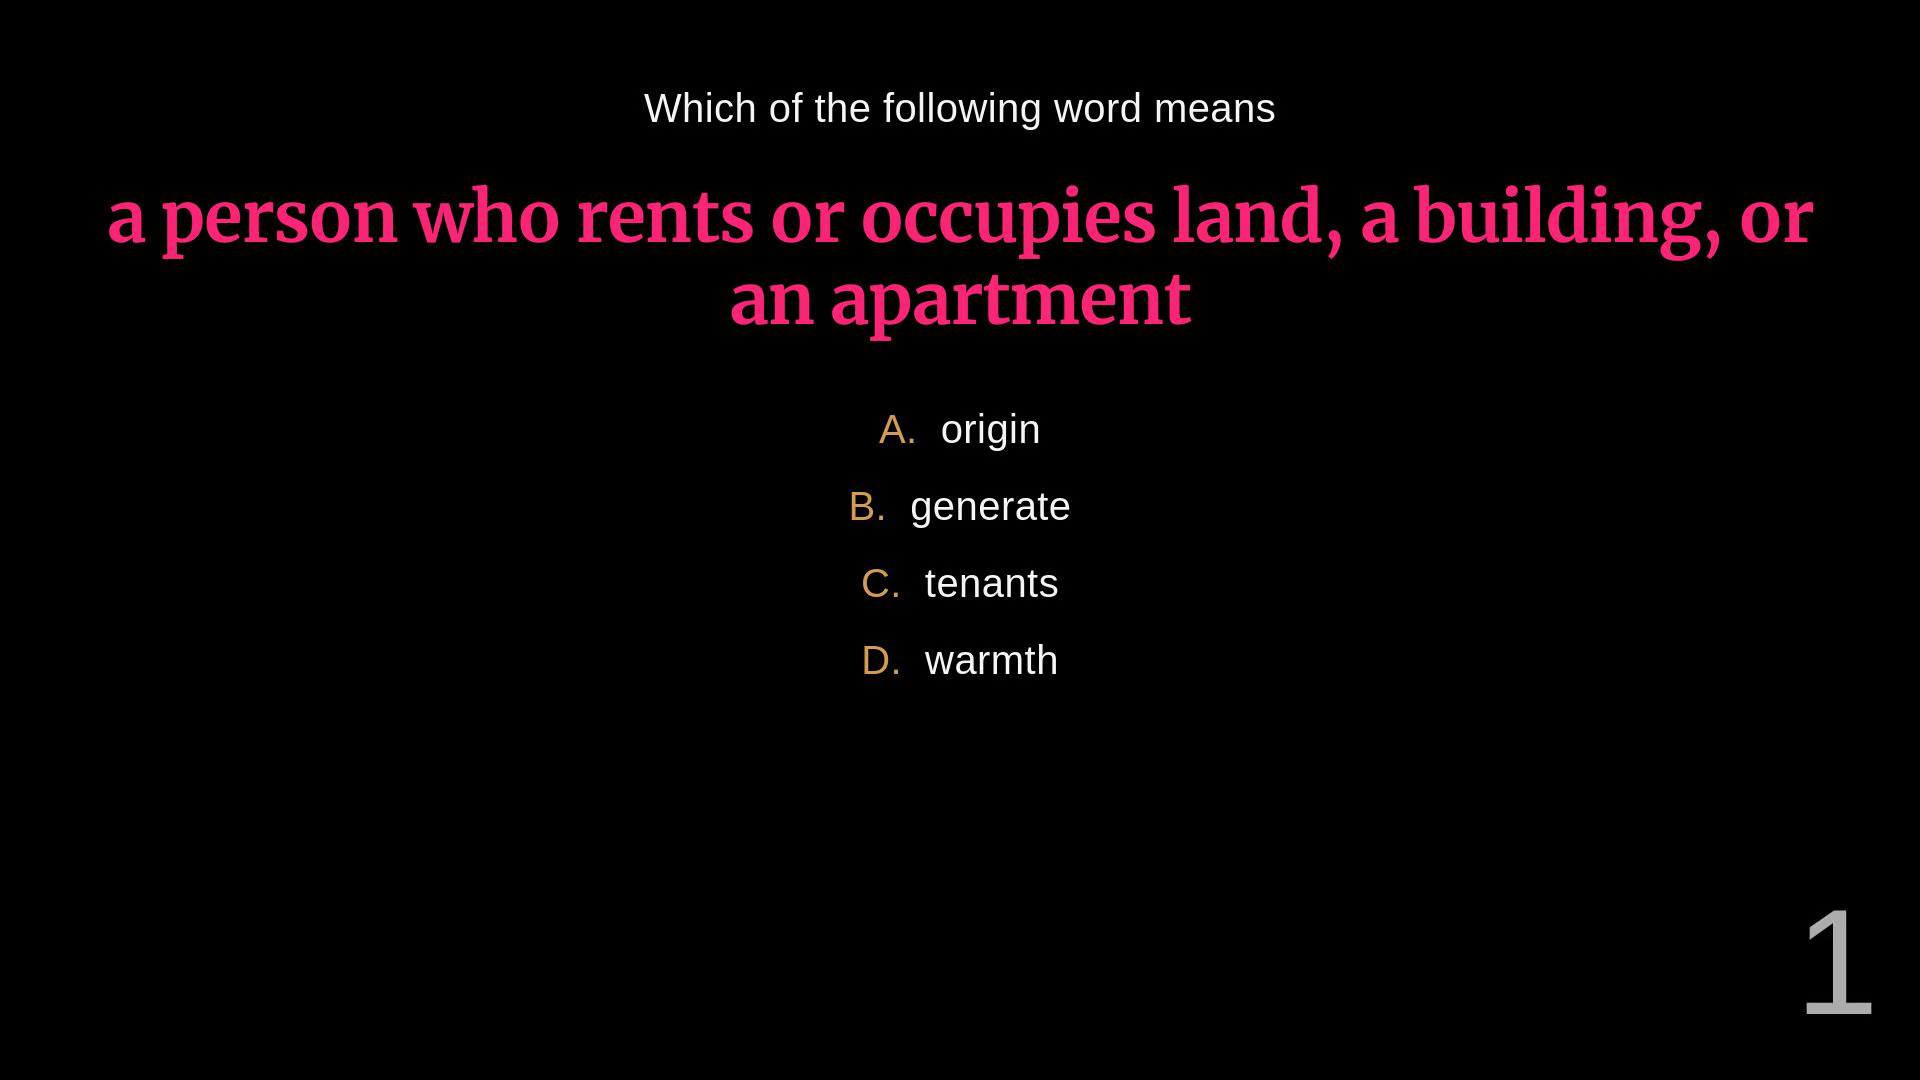 Which of the following word means
a person who rents or occupies land, a building, or
an apartment
A. origin
B. generate
C. tenants
D. warmth
1